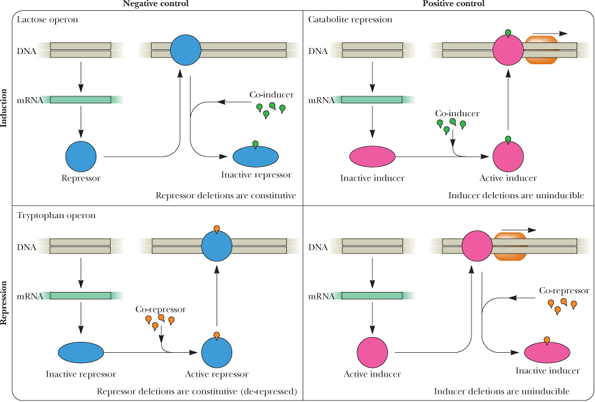 Negative control
Positive control
Induction
Lactose operon
DNA
mRNA
Co-inducer
Repressor
Inactive repressor
Repressor deletions are constitutive
Catabolite repression
DNA
mRNA
Co-inducer
Inactive inducer
Active inducer
Inducer deletions are uninducible
Repression
Tryptophan operon
DNA
mRNA
Co-repressor
Inactive repressor
Active repressor
Repressor deletions are constitutive (de-repressed)
DNA
mRNA
Co-repressor
Active inducer
Inactive inducer
Inducer deletions are uninducible